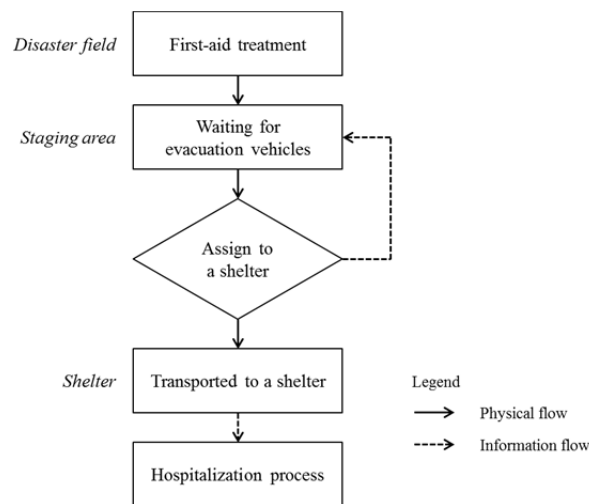 Disaster field
First-aid treatment
Staging area
Waiting for
evacuation vehicles
Assign to
a shelter
Shelter
Transported to a shelter
Legend
Physical flow
Information flow
Hospitalization process